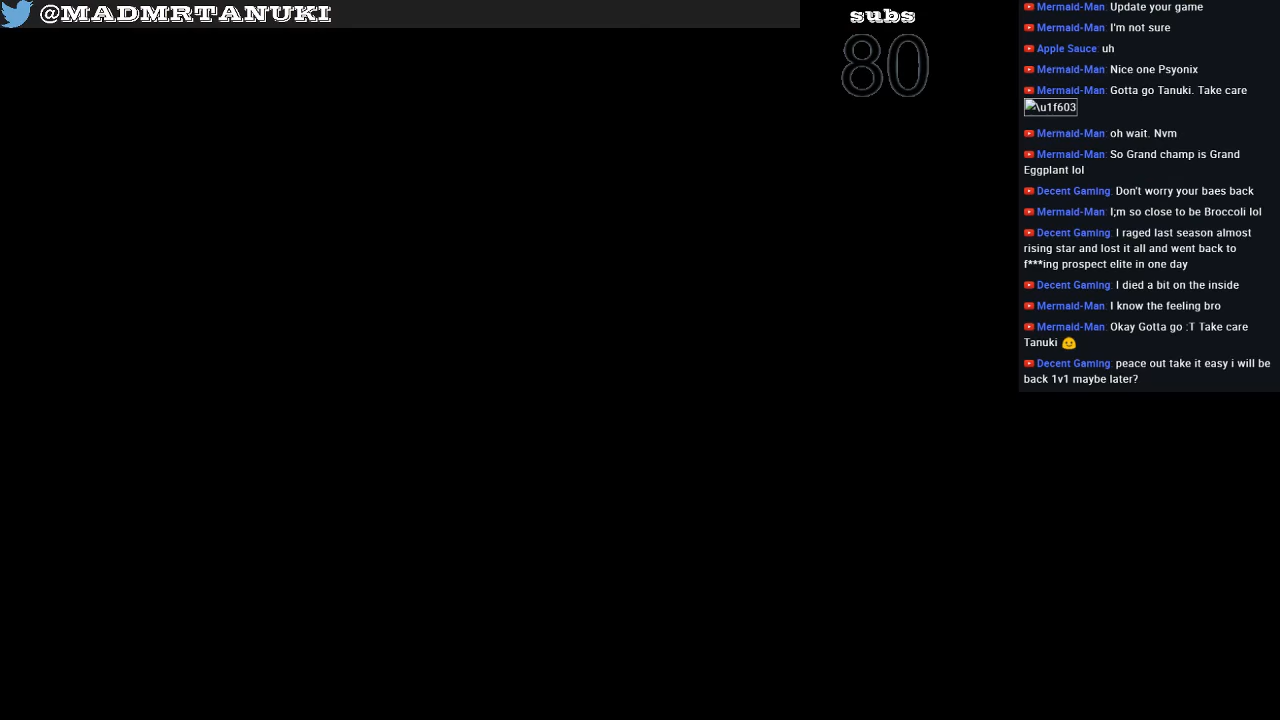 @MADMRTANUKI
subs
80
Mermaid-Man: Update your game
Mermaid-Man: I'm not sure
Apple Sauce: uh
Mermaid-Man: Nice one Psyonix
Mermaid-Man: Gotta go Tanuki. Take care
\u1f603
Mermaid-Man: oh wait. Nvm
Mermaid-Man: So Grand champ is Grand
Eggplant lol
Decent Gaming: Don't worry your baes back
Mermaid-Man: I;m so close to be Broccoli lol
Decent Gaming: I raged last season almost
rising star and lost it all and went back to
f***ing prospect elite in one day
Decent Gaming: I died a bit on the inside
Mermaid-Man: I know the feeling bro
Mermaid-Man: Okay Gotta go :T Take care
Tanuki
Decent Gaming: peace out take it easy i will be
back 1v1 maybe later?